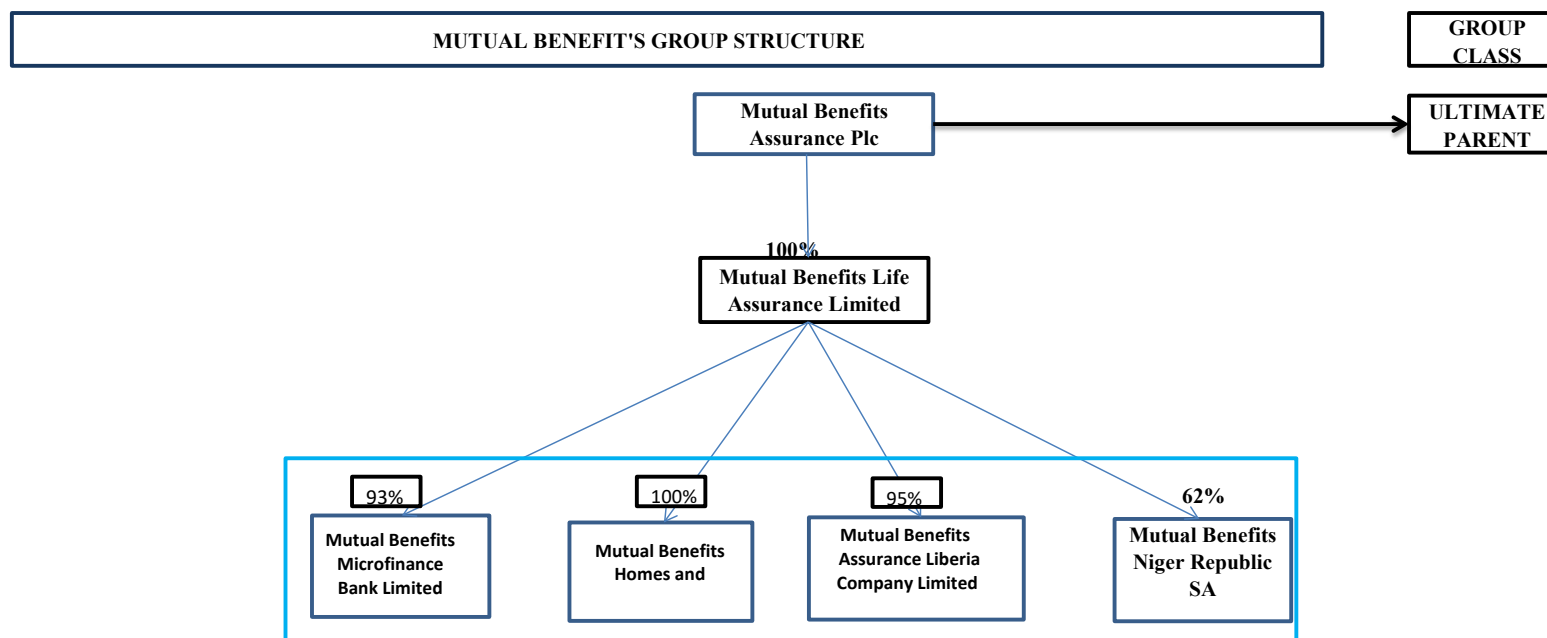 MUTUAL BENEFIT'S GROUP STRUCTURE
GROUP
CLASS
Mutual Benefits
Assurance Plc
ULTIMATE
PARENT
100%
Mutual Benefits Life
Assurance Limited
93%
100%
95%
62%
Mutual Benefits
Microfinance
Bank Limited
Mutual Benefits
Homes and
Mutual Benefits
Assurance Liberia
Company Limited
Mutual Benefits
Niger Republic
SA